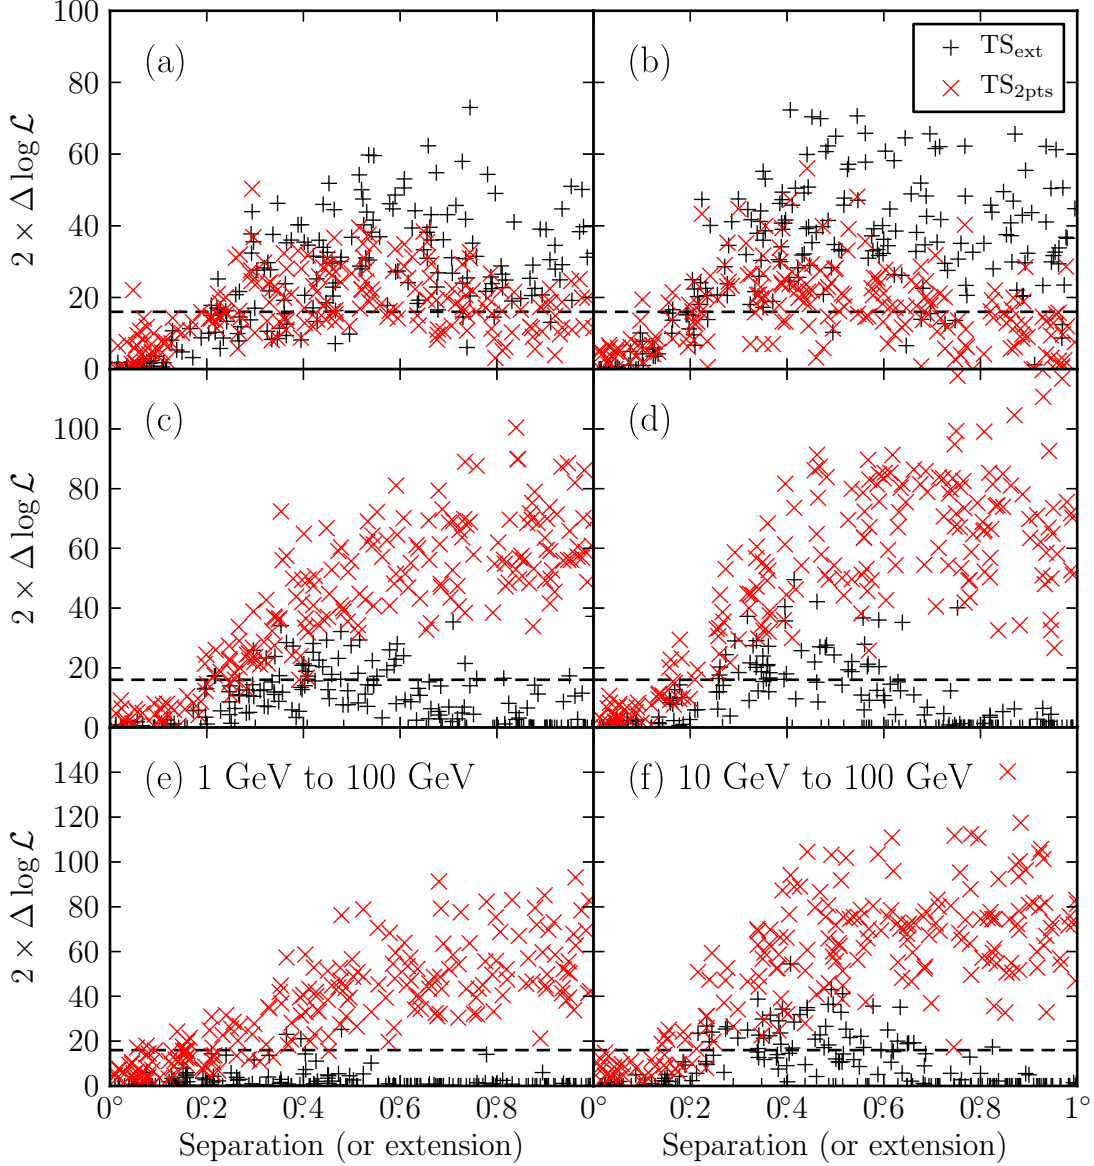 100
80
60
40
20
0
2 × Δ log ℒ
(a)
(b)
TS_ext
TS_2pts
100
80
60
40
20
0
2 × Δ log ℒ
(c)
(d)
140
120
100
80
60
40
20
0
2 × Δ log ℒ
(e) 1 GeV to 100 GeV
(f) 10 GeV to 100 GeV
0° 0°.2 0°.4 0°.6 0°.8 0 0°.2 0°.4 0°.6 0°.8 1°
Separation (or extension) Separation (or extension)